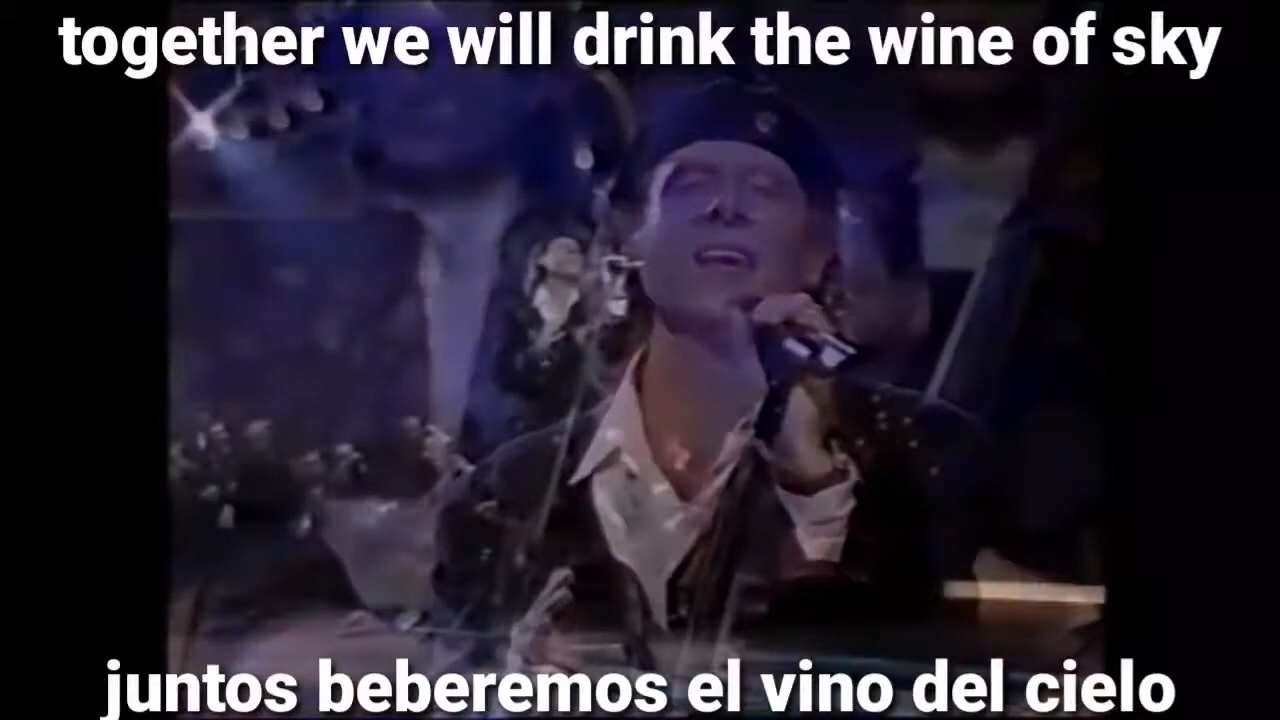 together we will drink the wine of sky
juntos beberemos el vino del cielo